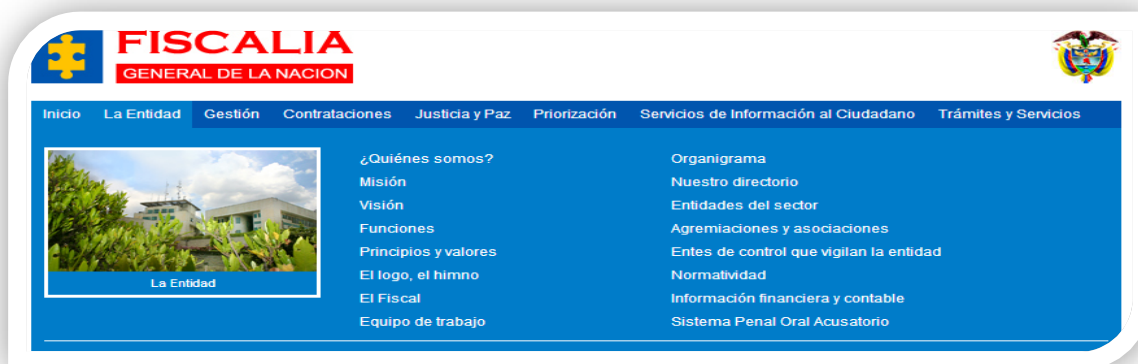 FISCALIA
GENERAL DE LA NACION
Inicio La Entidad Gestión Contrataciones Justicia y Paz Priorización Servicios de Información al Ciudadano Trámites y Servicios
La Entidad
¿Quiénes somos?
Misión
Visión
Funciones
Principios y valores
El logo, el himno
El Fiscal
Equipo de trabajo
Organigrama
Nuestro directorio
Entidades del sector
Agremiaciones y asociaciones
Entes de control que vigilan la entidad
Normatividad
Información financiera y contable
Sistema Penal Oral Acusatorio